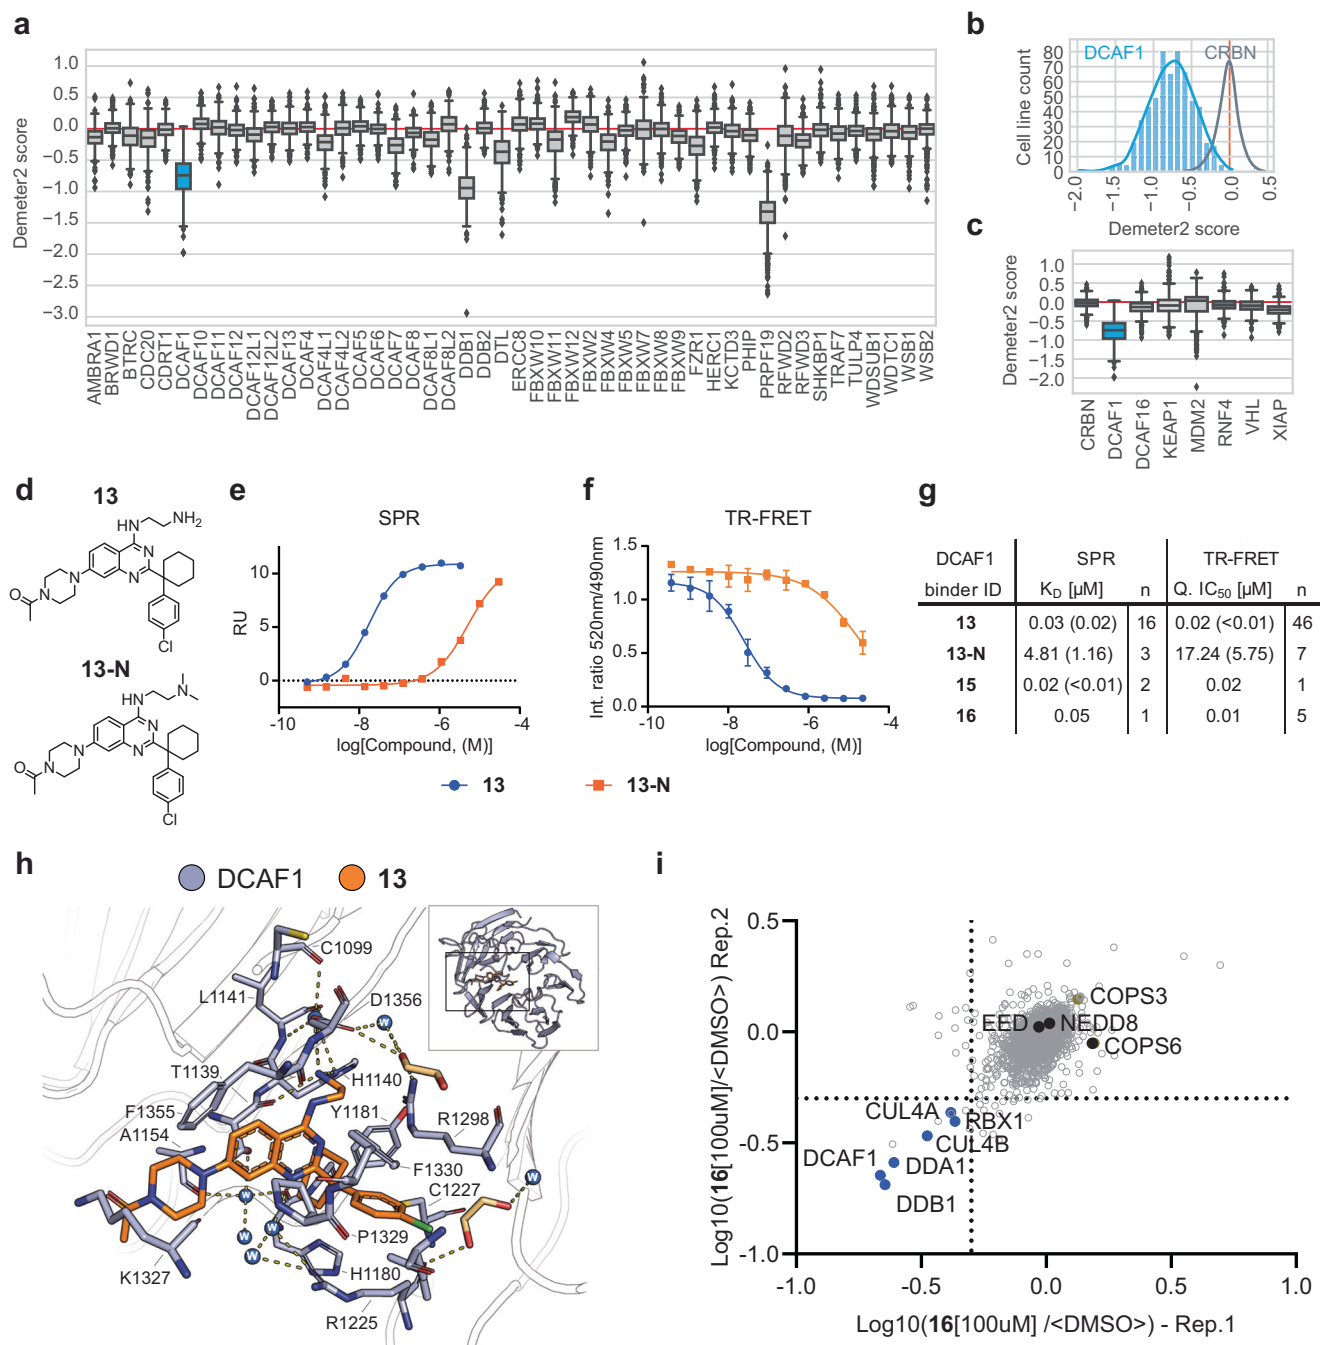 a
Demeter2 score
1.0
0.5
0.0
−0.5
−1.0
−1.5
−2.0
−2.5
−3.0
AMBRA1
BRWD1
BTRC
CDC20
CDRT1
DCAF1
DCAF10
DCAF11
DCAF12
DCAF12L1
DCAF12L2
DCAF13
DCAF4
DCAF4L1
DCAF4L2
DCAF5
DCAF6
DCAF7
DCAF8
DCAF8L1
DCAF8L2
DDB1
DDB2
DTL
ERCC8
FBXW10
FBXW11
FBXW12
FBXW2
FBXW4
FBXW5
FBXW7
FBXW8
FBXW9
FZR1
HERC1
KCTD3
PHIP
PRPF19
RFWD2
RFWD3
SHKBP1
TRAF7
TULP4
WDSUB1
WDTC1
WSB1
WSB2
b
DCAF1
CRBN
Cell line count
80
70
60
50
40
30
20
10
0
−2.0
−1.5
−1.0
−0.5
0.0
0.5
Demeter2 score
c
Demeter2 score
1.0
0.5
0.0
−0.5
−1.0
−1.5
−2.0
CRBN
DCAF1
DCAF16
KEAP1
MDM2
RNF4
VHL
XIAP
d
13
NH2
HN
N
N
N
N
O
Cl
13-N
N
HN
N
N
N
N
O
Cl
e
SPR
RU
10
5
0
-10
-8
-6
-4
log[Compound, (M)]
f
TR-FRET
Int. ratio 520nm/490nm
1.5
1.0
0.5
0.0
-10
-8
-6
-4
log[Compound, (M)]
13
13-N
g
DCAF1 SPR TR-FRET
binder ID KD [µM] n Q. IC50 [µM] n
13 0.03 (0.02) 16 0.02 (<0.01) 46
13-N 4.81 (1.16) 3 17.24 (5.75) 7
15 0.02 (<0.01) 2 0.02 1
16 0.05 1 0.01 5
h
DCAF1
13
C1099
L1141
D1356
W
W
T1139
H1140
F1355
Y1181
R1298
A1154
F1330
C1227
W
W
W
W
W
P1329
K1327
H1180
R1225
i
Log10(16[100uM]/<DMSO>) Rep.2
0.5
0.0
-0.5
-1.0
COPS3
EED
NEDD8
COPS6
CUL4A
RBX1
CUL4B
DCAF1
DDA1
DDB1
-1.0
-0.5
0.0
0.5
1.0
Log10(16[100uM] /<DMSO>) - Rep.1